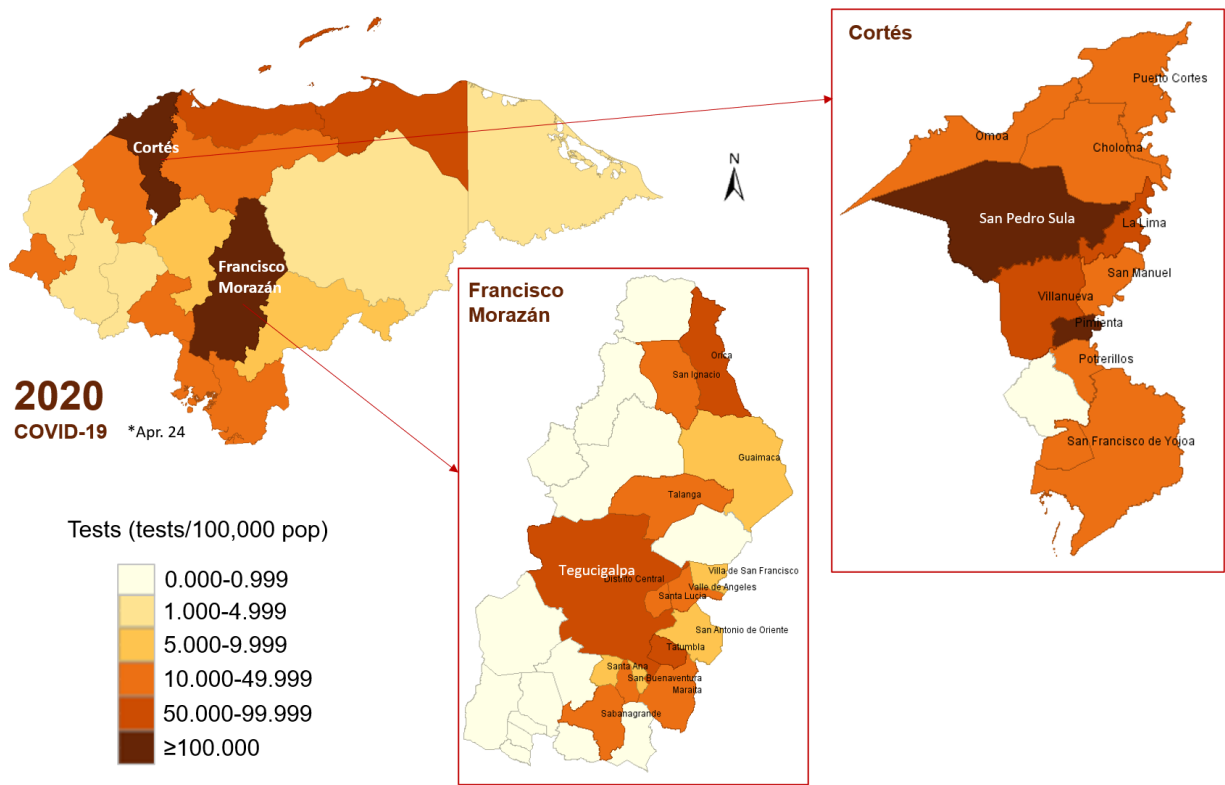 Cortés
Francisco
Morazán
N
2020
COVID-19 *Apr. 24
Tests (tests/100,000 pop)
0.000-0.999
1.000-4.999
5.000-9.999
10.000-49.999
50.000-99.999
≥100.000
Francisco
Morazán
Orica
San Ignacio
Guaimaca
Talanga
Tegucigalpa
Distrito Central
Villa de San Francisco
Valle de Angeles
Santa Lucia
San Antonio de Oriente
Tatumbla
Santa Ana
San Buenaventura
Maraita
Sabanagrande
Cortés
Puerto Cortes
Omoa
Choloma
San Pedro Sula
La Lima
San Manuel
Villanueva
Pimienta
Potrerillos
San Francisco de Yojoa